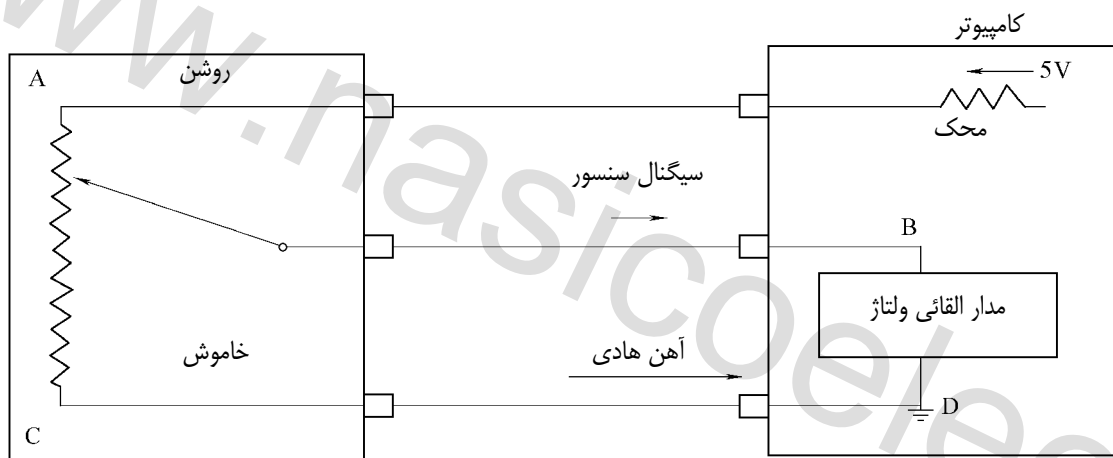 کامپیوتر
A
روشن
5V
محک
سیگنال سنسور
B
مدار القائی ولتاژ
خاموش
آهن هادی
C
D
www.nasicoelec